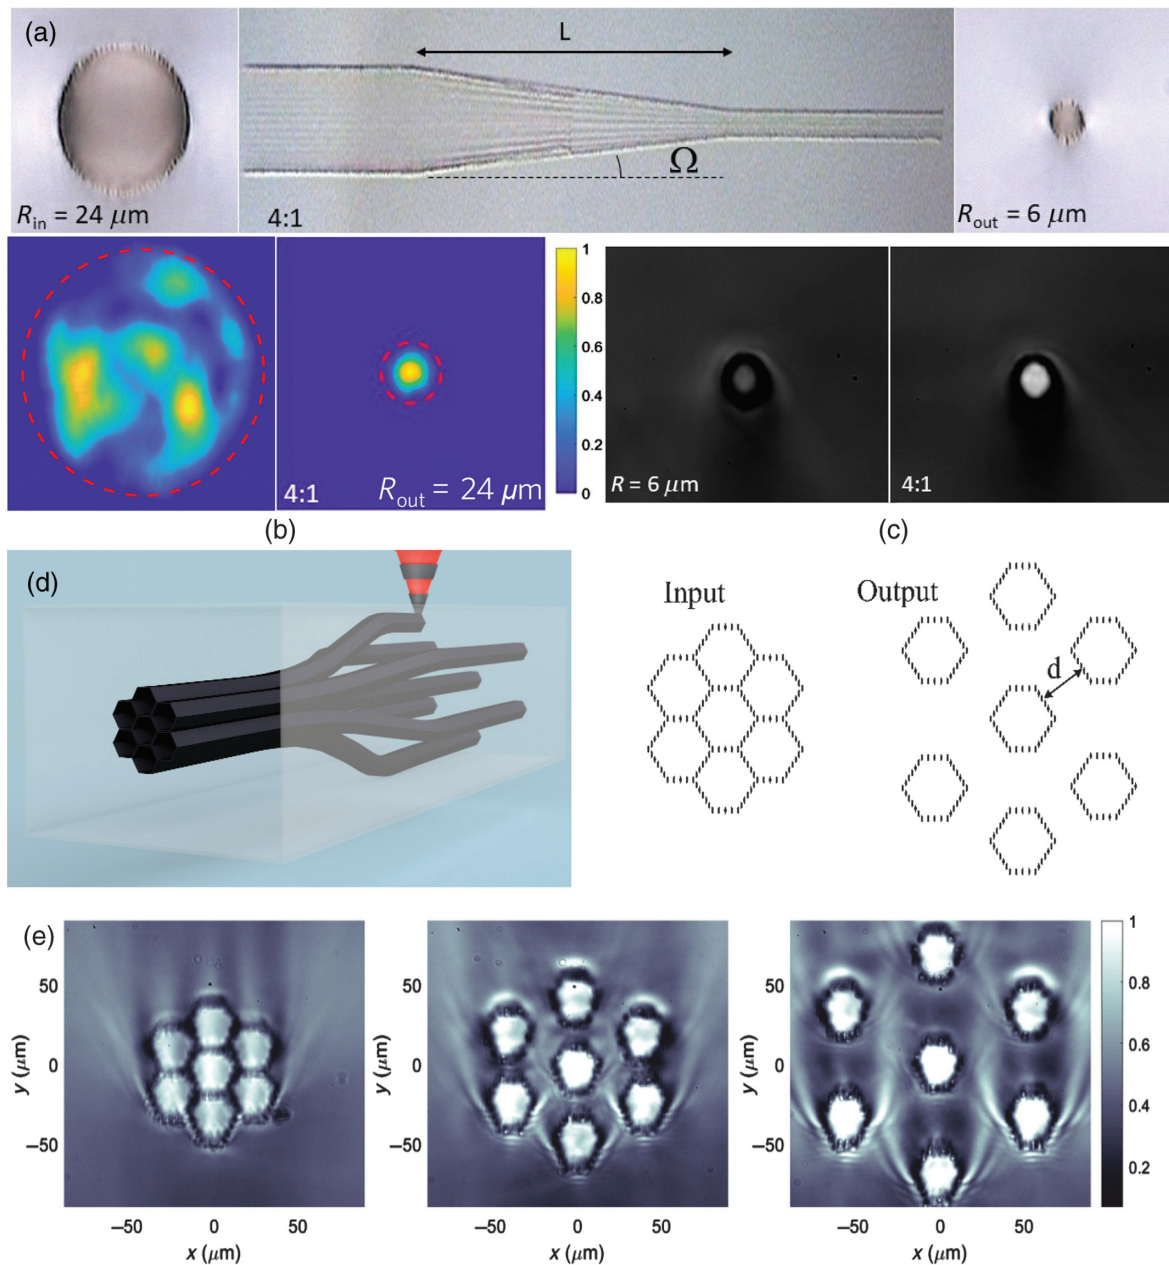 (a)
L
Ω
R_in = 24 μm
4:1
R_out = 6 μm
1
0.8
0.6
0.4
0.2
0
4:1
R_out = 24 μm
R = 6 μm
4:1
(b)
(c)
(d)
Input
Output
d
(e)
50
0
−50
y (μm)
−50
0
50
x (μm)
50
0
−50
y (μm)
−50
0
50
x (μm)
50
0
−50
y (μm)
−50
0
50
x (μm)
1
0.8
0.6
0.4
0.2